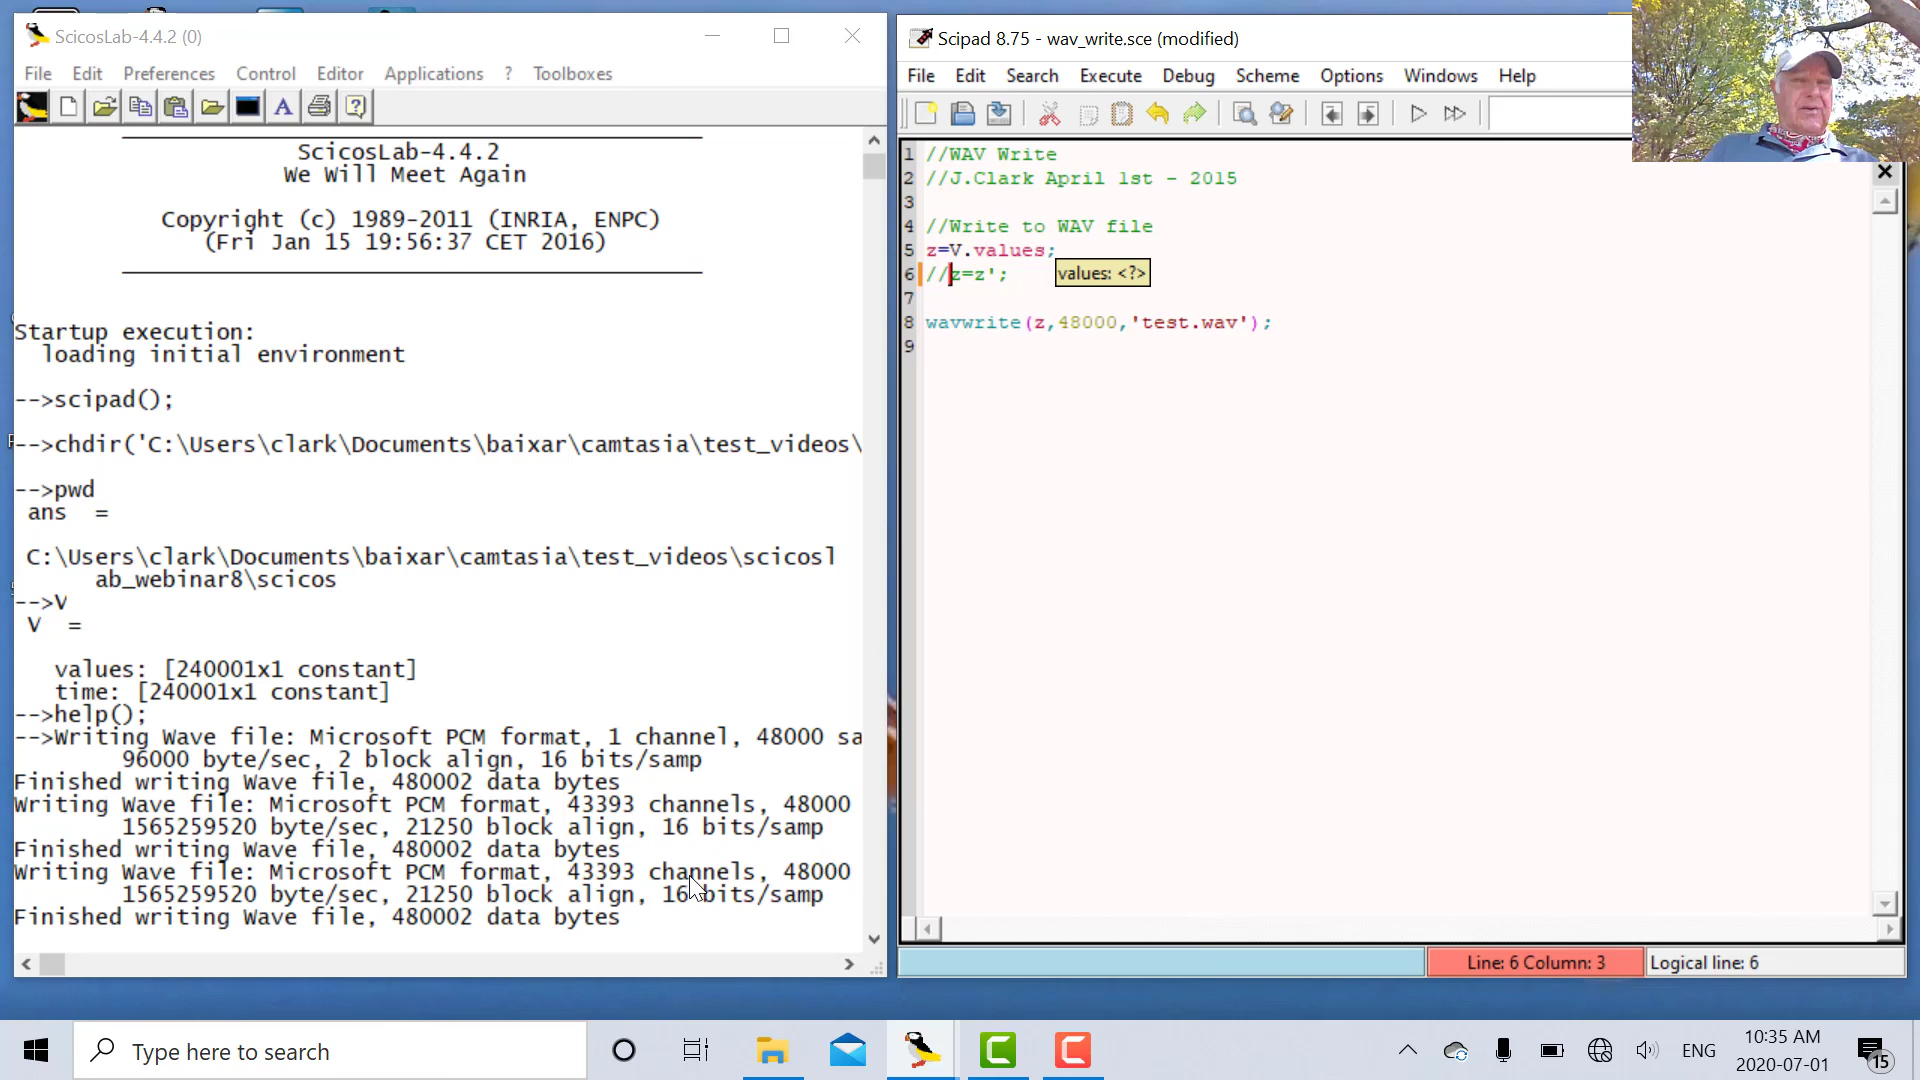 ScicosLab-4.4.2 (0)
File Edit Preferences Control Editor Applications ? Toolboxes
ScicosLab-4.4.2
We Will Meet Again
Copyright (c) 1989-2011 (INRIA, ENPC)
(Fri Jan 15 19:56:37 CET 2016)
Startup execution:
loading initial environment
-->scipad();
-->chdir('C:\Users\clark\Documents\baixar\camtasia\test_videos\
-->pwd
ans =
C:\Users\clark\Documents\baixar\camtasia\test_videos\scicosl
ab_webinar8\scicos
-->V
V =
values: [240001x1 constant]
time: [240001x1 constant]
-->help();
-->Writing Wave file: Microsoft PCM format, 1 channel, 48000 sa
96000 byte/sec, 2 block align, 16 bits/samp
Finished writing Wave file, 480002 data bytes
Writing Wave file: Microsoft PCM format, 43393 channels, 48000
1565259520 byte/sec, 21250 block align, 16 bits/samp
Finished writing Wave file, 480002 data bytes
Writing Wave file: Microsoft PCM format, 43393 channels, 48000
1565259520 byte/sec, 21250 block align, 16 bits/samp
Finished writing Wave file, 480002 data bytes
Scipad 8.75 - wav_write.sce (modified)
File Edit Search Execute Debug Scheme Options Windows Help
1 //WAV Write
2 //J.Clark April 1st - 2015
3
4 //Write to WAV file
5 z=V.values;
6 //z=z'; values: <?>
7
8 wavwrite(z,48000,'test.wav');
9
Line: 6 Column: 3 Logical line: 6
Type here to search
ENG
10:35 AM
2020-07-01
15